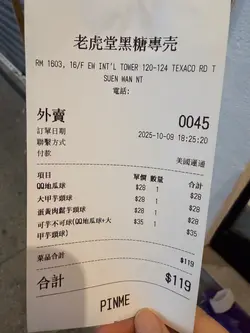 老虎堂黑糖專売
RM 1603, 16/F EW INT'L TOWER 120-124 TEXACO RD T
SUEN WAN NT
電話:
外賣 0045
訂單日期 2025-10-09 18:25:20
聯繫方式
付款 美國運通
項目 單價 數量 合計
QQ地瓜球 $28 1 $28
大甲芋頭球 $28 1 $28
蛋黃肉鬆芋頭球 $28 1 $28
可芋不可球(QQ地瓜球+大 $35 1 $35
甲芋頭球)
菜品合計 $119
合計 $119
PINME